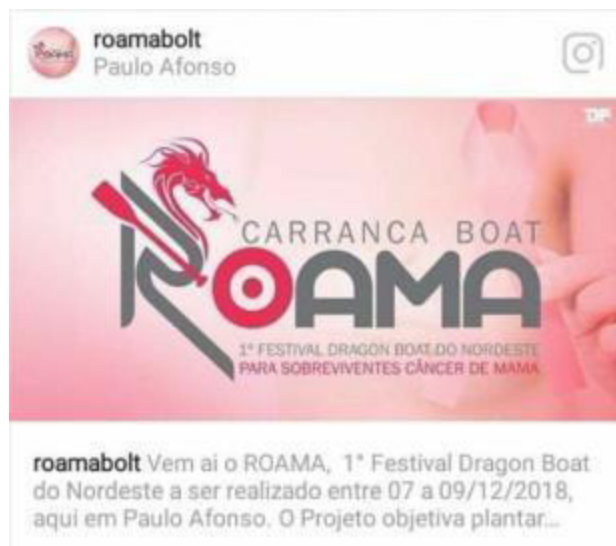 roamabolt
Paulo Afonso
CARRANCA BOAT
ROAMA
1° FESTIVAL DRAGON BOAT DO NORDESTE
PARA SOBREVIVENTES CÂNCER DE MAMA
roamabolt Vem ai o ROAMA, 1° Festival Dragon Boat
do Nordeste a ser realizado entre 07 a 09/12/2018,
aqui em Paulo Afonso. O Projeto objetiva plantar...